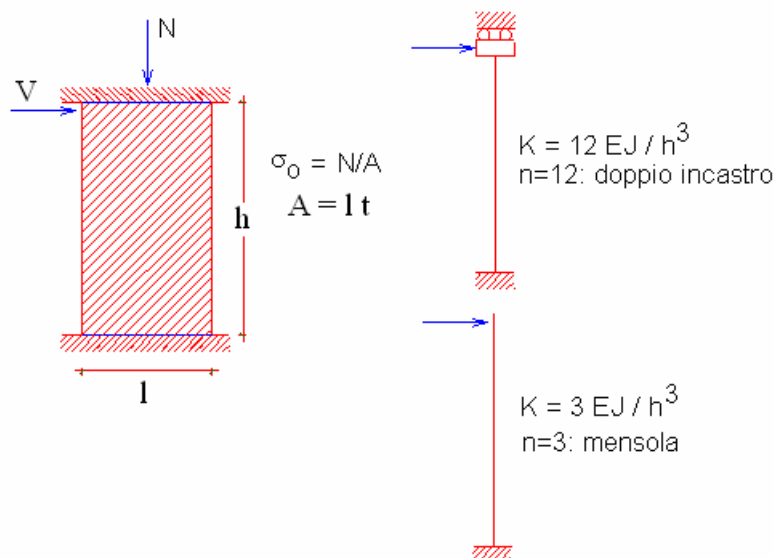 N
V
σ₀ = N/A
A = l t
h
l
K = 12 EJ / h³
n=12: doppio incastro
K = 3 EJ / h³
n=3: mensola